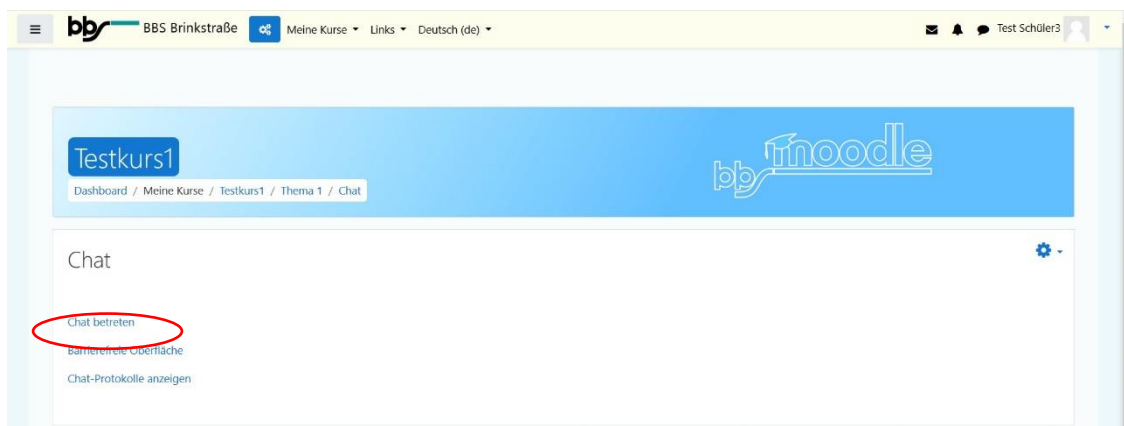 bbs BBS Brinkstraße Meine Kurse Links Deutsch (de) Test Schüler3
Testkurs1
Dashboard / Meine Kurse / Testkurs1 / Thema 1 / Chat
bbs moodle
Chat
Chat betreten
Barrierefreie Oberfläche
Chat-Protokolle anzeigen